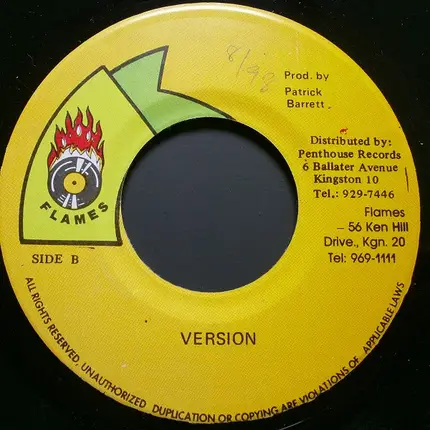 8/92
Prod. by
Patrick
Barrett
Distributed by:
Penthouse Records
6 Ballater Avenue
Kingston 10
Tel.: 929-7446
Flames
56 Ken Hill
Drive., Kgn. 20
Tel: 969-1111
FLAMES
SIDE B
VERSION
ALL RIGHTS RESERVED, UNAUTHORIZED DUPLICATION OR COPYING ARE VIOLATIONS OF APPLICABLE LAWS